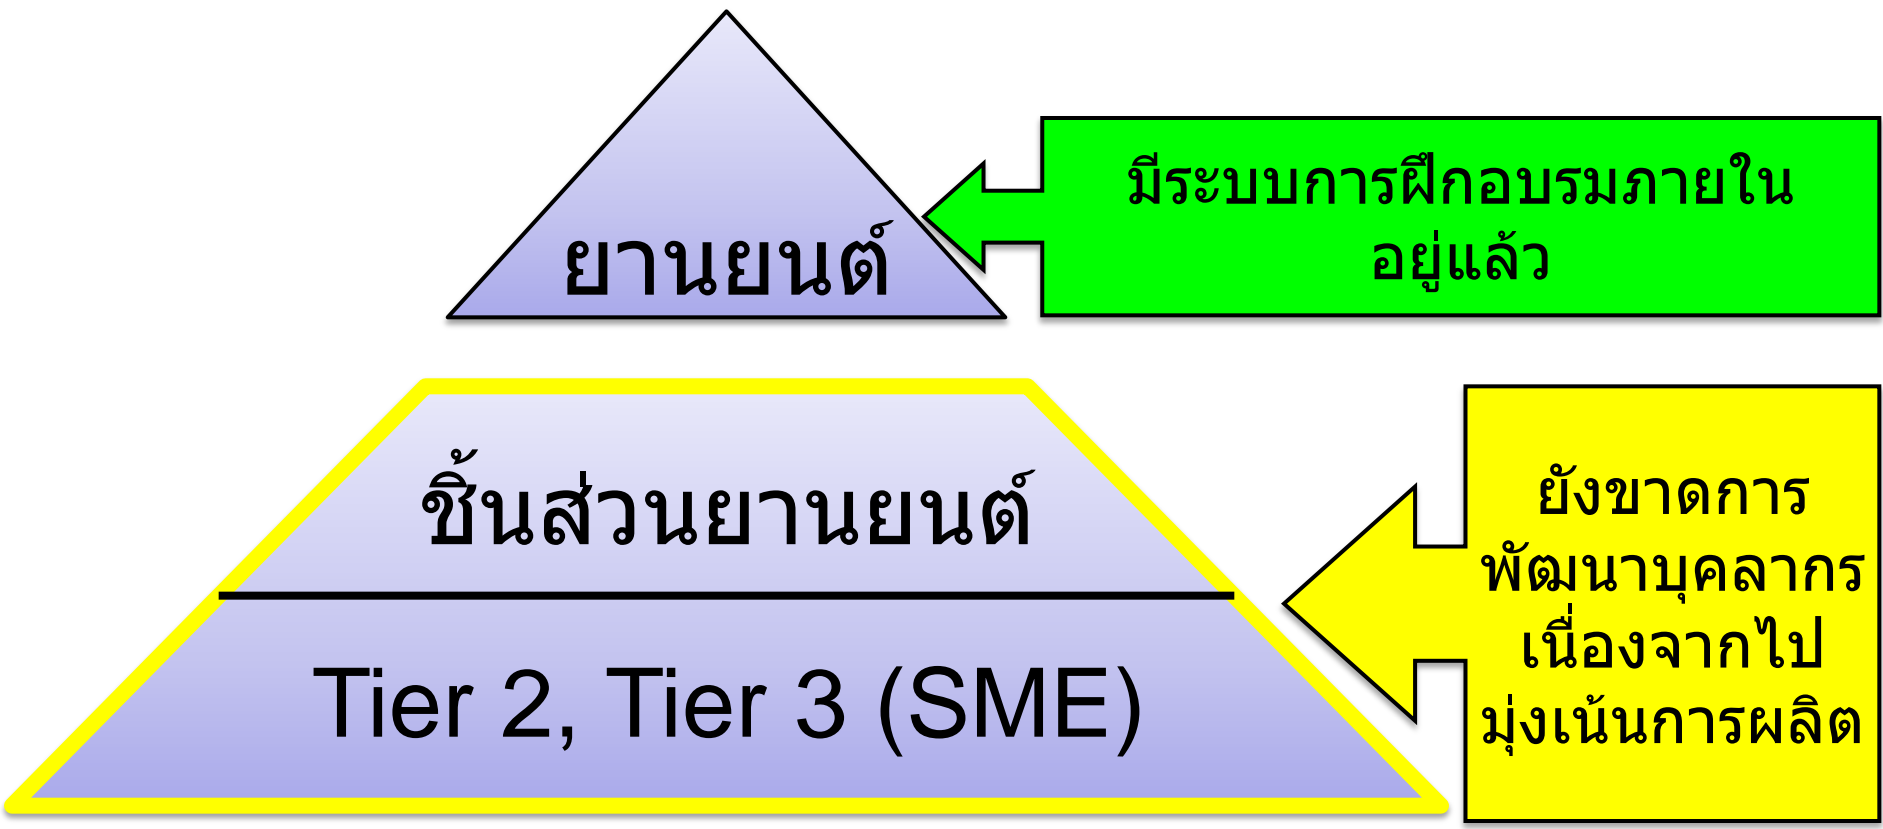 ยานยนต์
มีระบบการฝึกอบรมภายใน
อยู่แล้ว
ชิ้นส่วนยานยนต์
Tier 2, Tier 3 (SME)
ยังขาดการ
พัฒนาบุคลากร
เนื่องจากไป
มุ่งเน้นการผลิต